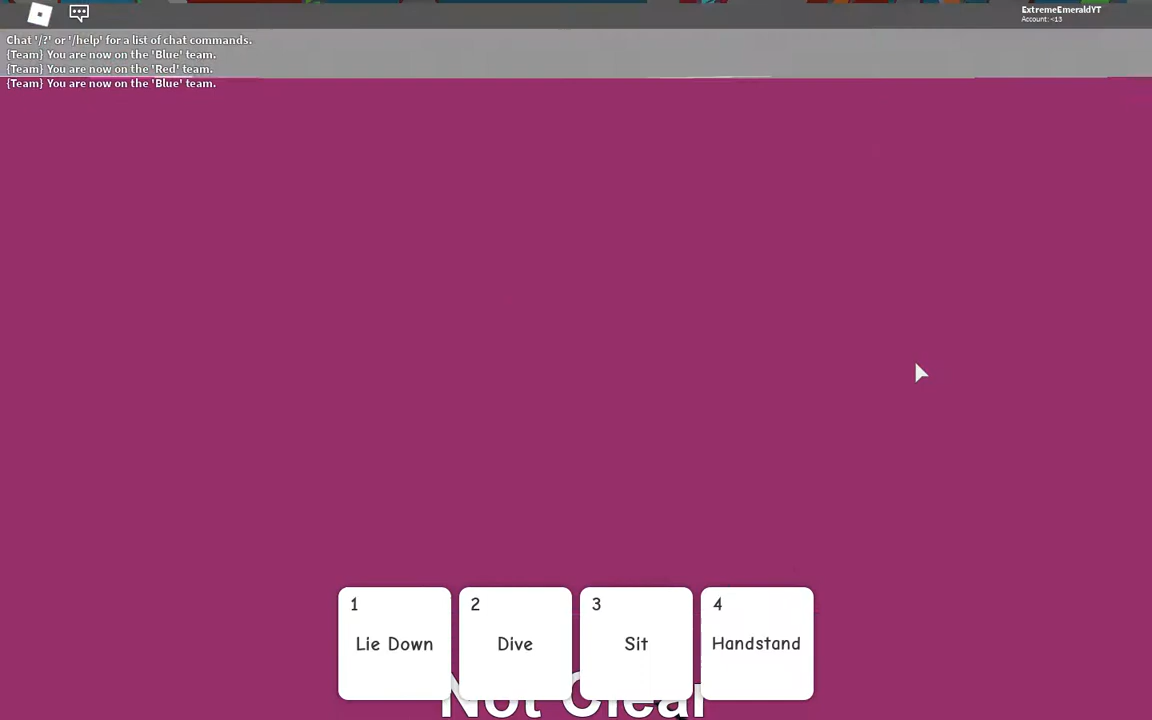 ExtremeEmeraldYT
Account: <13
Chat '/?' or '/help' for a list of chat commands.
{Team} You are now on the 'Blue' team.
{Team} You are now on the 'Red' team.
{Team} You are now on the 'Blue' team.
1 2 3 4
Lie Down Dive Sit Handstand
Not Clear